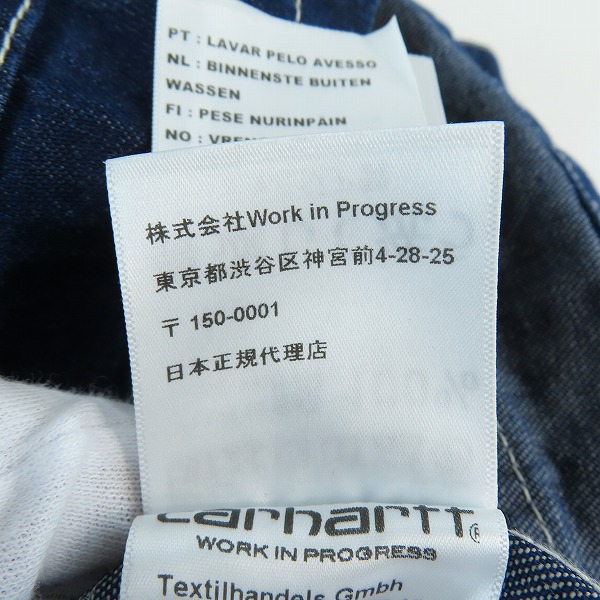 PT : LAVAR PELO AVESSO
NL : BINNENSTE BUITEN
WASSEN
FI : PESE NURINPAIN
NO :
株式会社Work in Progress
東京都渋谷区神宮前4-28-25
〒 150-0001
日本正規代理店
carhartt®
WORK IN PROGRESS
Textilhandels Gmbh